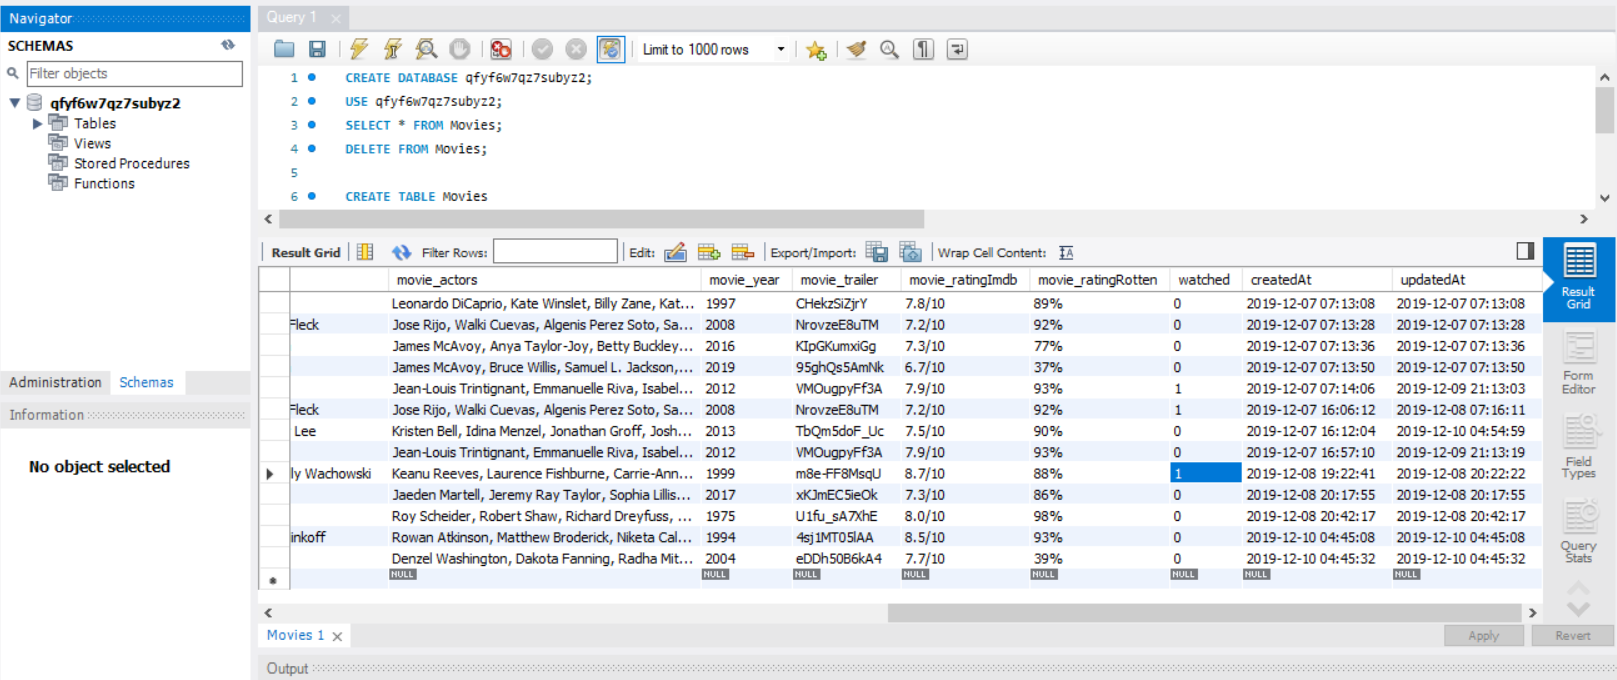 Navigator
Query 1
SCHEMAS
Filter objects
Limit to 1000 rows
qfyf6w7qz7subyz2
Tables
Views
Stored Procedures
Functions
1 CREATE DATABASE qfyf6w7qz7subyz2;
2 USE qfyf6w7qz7subyz2;
3 SELECT * FROM Movies;
4 DELETE FROM Movies;
5
6 CREATE TABLE Movies
Administration Schemas
Information
No object selected
Result Grid Filter Rows: Edit: Export/Import: Wrap Cell Content: IA
movie_actors movie_year movie_trailer movie_ratingImdb movie_ratingRotten watched createdAt updatedAt
Leonardo DiCaprio, Kate Winslet, Billy Zane, Kat... 1997 CHekzSiZjrY 7.8/10 89% 0 2019-12-07 07:13:08 2019-12-07 07:13:08
Fleck Jose Rijo, Walki Cuevas, Algenis Perez Soto, Sa... 2008 NrovzeE8uTM 7.2/10 92% 0 2019-12-07 07:13:28 2019-12-07 07:13:28
James McAvoy, Anya Taylor-Joy, Betty Buckley... 2016 KIpGKumxiGg 7.3/10 77% 0 2019-12-07 07:13:36 2019-12-07 07:13:36
James McAvoy, Bruce Willis, Samuel L. Jackson,... 2019 95ghQs5AmNk 6.7/10 37% 0 2019-12-07 07:13:50 2019-12-07 07:13:50
Jean-Louis Trintignant, Emmanuelle Riva, Isabel... 2012 VMOugpyFf3A 7.9/10 93% 1 2019-12-07 07:14:06 2019-12-09 21:13:03
Fleck Jose Rijo, Walki Cuevas, Algenis Perez Soto, Sa... 2008 NrovzeE8uTM 7.2/10 92% 1 2019-12-07 16:06:12 2019-12-08 07:16:11
Lee Kristen Bell, Idina Menzel, Jonathan Groff, Josh... 2013 TbQm5doF_Uc 7.5/10 90% 0 2019-12-07 16:12:04 2019-12-10 04:54:59
Jean-Louis Trintignant, Emmanuelle Riva, Isabel... 2012 VMOugpyFf3A 7.9/10 93% 0 2019-12-07 16:57:10 2019-12-09 21:13:19
ly Wachowski Keanu Reeves, Laurence Fishburne, Carrie-Ann... 1999 m8e-FF8MsqU 8.7/10 88% 1 2019-12-08 19:22:41 2019-12-08 20:22:22
Jaeden Martell, Jeremy Ray Taylor, Sophia Lillis... 2017 xKJmEC5ieOk 7.3/10 86% 0 2019-12-08 20:17:55 2019-12-08 20:17:55
Roy Scheider, Robert Shaw, Richard Dreyfuss, ... 1975 U1fu_sA7XhE 8.0/10 98% 0 2019-12-08 20:42:17 2019-12-08 20:42:17
inkoff Rowan Atkinson, Matthew Broderick, Niketa Cal... 1994 4sj1MT05lAA 8.5/10 93% 0 2019-12-10 04:45:08 2019-12-10 04:45:08
Denzel Washington, Dakota Fanning, Radha Mit... 2004 eDDh50B6kA4 7.7/10 39% 0 2019-12-10 04:45:32 2019-12-10 04:45:32
NULL NULL NULL NULL NULL NULL NULL NULL
Result
Grid
Form
Editor
Field
Types
Query
Stats
Movies 1
Apply Revert
Output